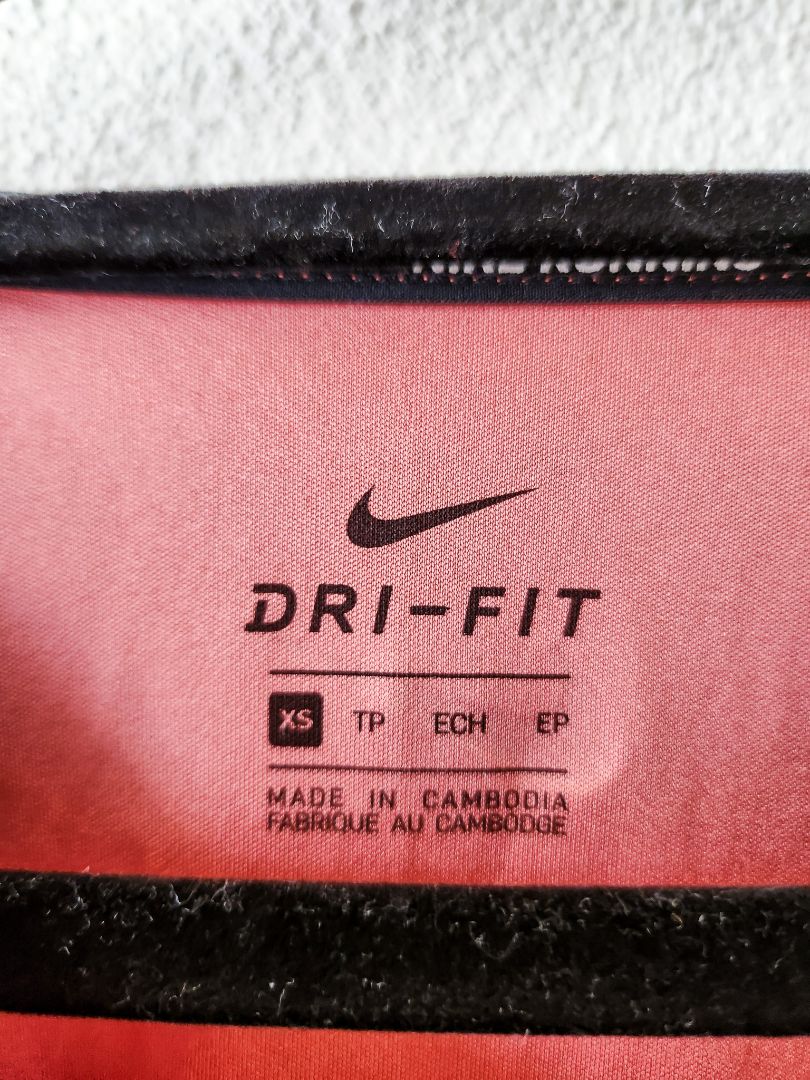 DRI-FIT
XS TP ECH EP
MADE IN CAMBODIA
FABRIQUE AU CAMBODGE